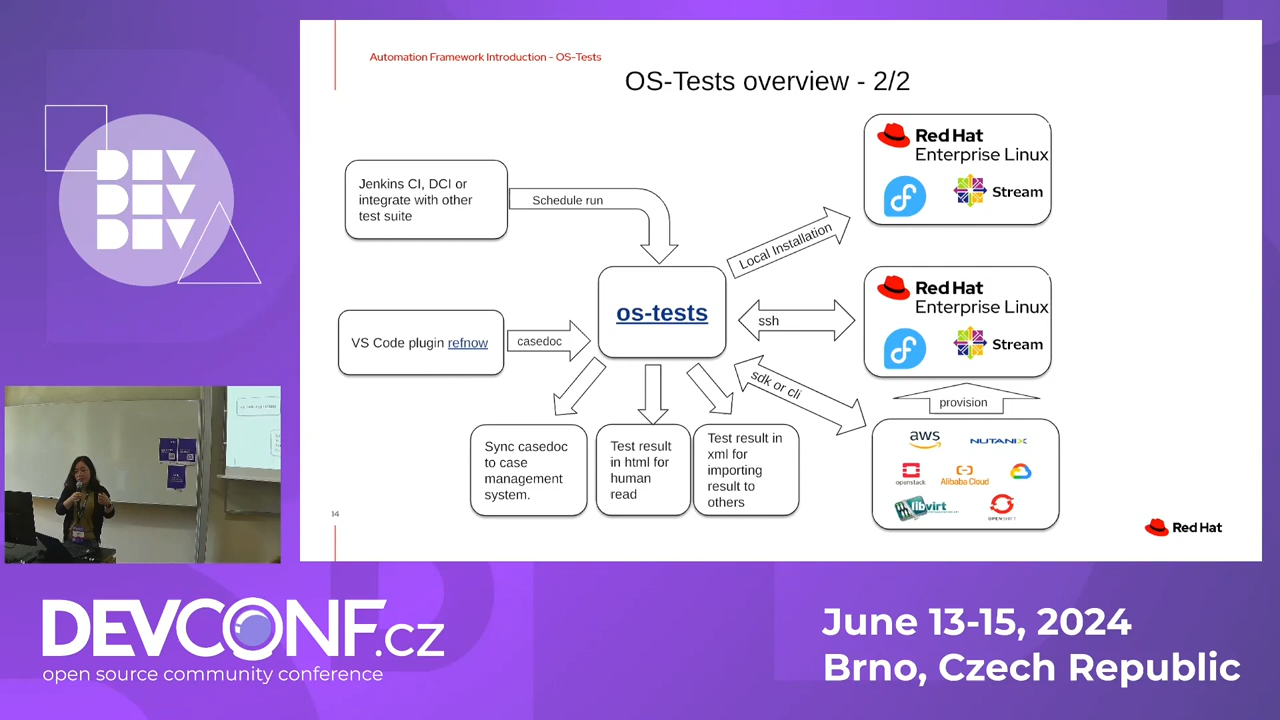 Automation Framework Introduction - OS-Tests
OS-Tests overview - 2/2
Jenkins CI, DCI or
integrate with other
test suite
Schedule run
VS Code plugin refnow
casedoc
os-tests
Local Installation
ssh
sdk or cli
Red Hat
Enterprise Linux
Stream
Red Hat
Enterprise Linux
Stream
provision
aws
NUTANIX
openstack
Alibaba Cloud
libvirt
OPENSHIFT
Sync casedoc
to case
management
system.
Test result
in html for
human
read
Test result in
xml for
importing
result to
others
14
Red Hat
DEV
DEV
DEV
DEVCONF.cz
open source community conference
June 13-15, 2024
Brno, Czech Republic